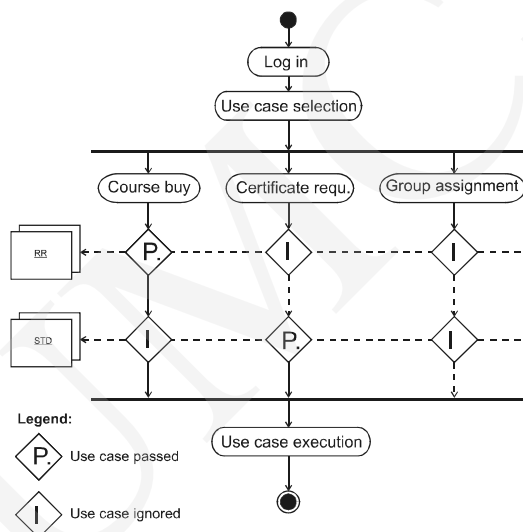 Log in
Use case selection
Course buy
Certificate requ.
Group assignment
RR
P.
I
I
STD
I
P.
I
Use case execution
Legend:
P.
Use case passed
I
Use case ignored